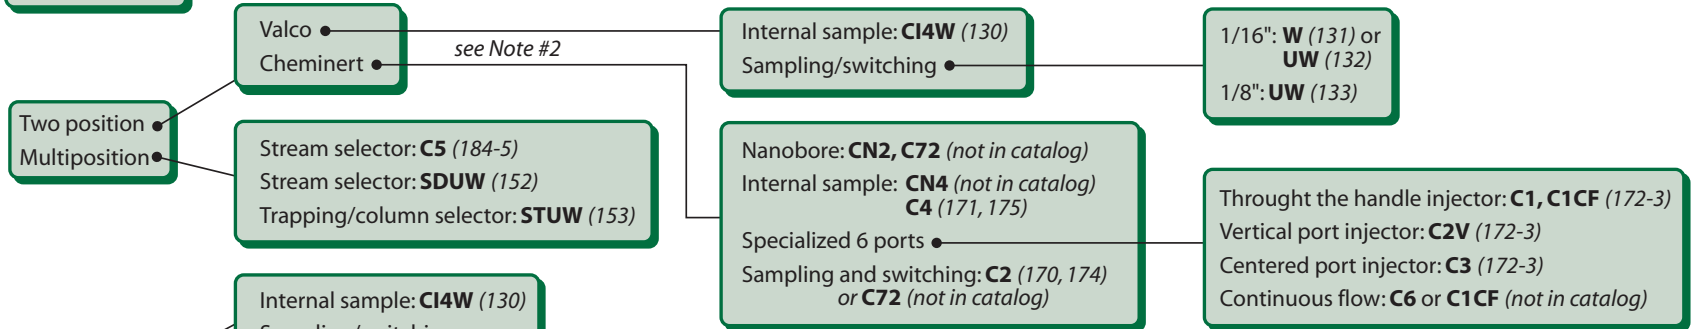 Valco
Cheminert
see Note #2
Internal sample: CI4W (130)
Sampling/switching
1/16": W (131) or
UW (132)
1/8": UW (133)
Two position
Multiposition
Stream selector: C5 (184-5)
Stream selector: SDUW (152)
Trapping/column selector: STUW (153)
Nanobore: CN2, C72 (not in catalog)
Internal sample: CN4 (not in catalog)
C4 (171, 175)
Specialized 6 ports
Sampling and switching: C2 (170, 174)
or C72 (not in catalog)
Throught the handle injector: C1, C1CF (172-3)
Vertical port injector: C2V (172-3)
Centered port injector: C3 (172-3)
Continuous flow: C6 or C1CF (not in catalog)
Internal sample: CI4W (130)